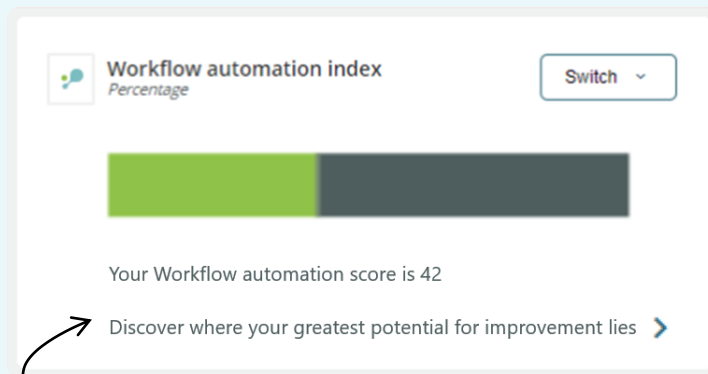 Workflow automation index
Percentage
Switch
Your Workflow automation score is 42
Discover where your greatest potential for improvement lies